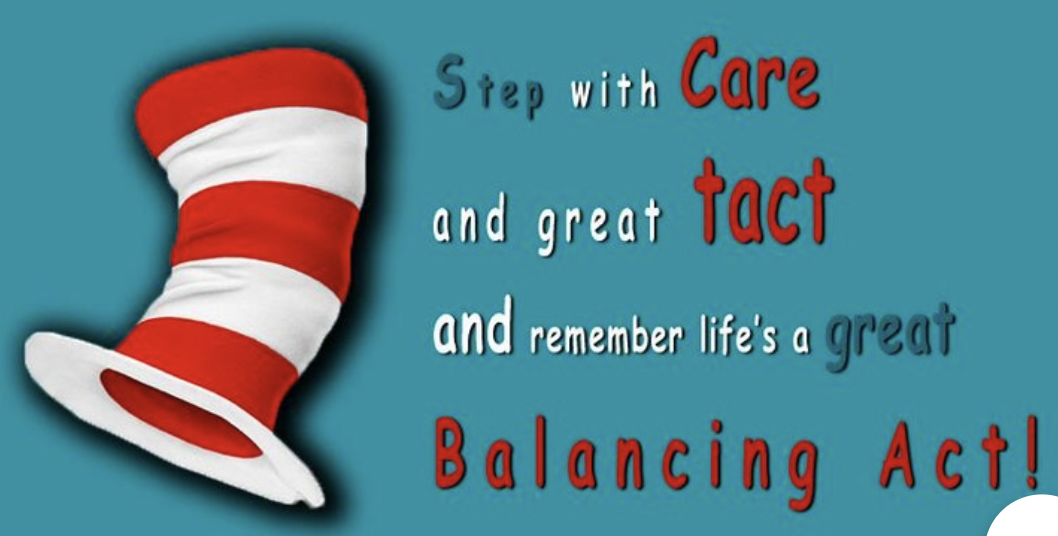 Step with Care
and great tact
and remember life's a great
Balancing Act!